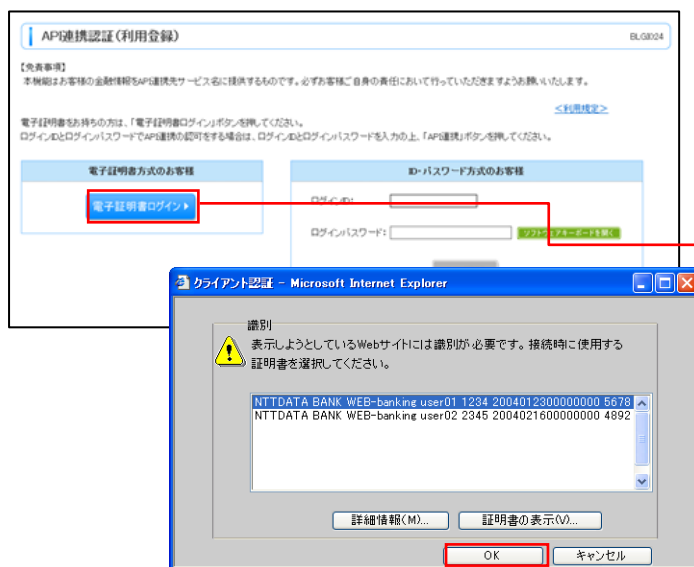 API連携認証(利用登録)
BLGI024
【免責事項】
本機能はお客様の金融情報をAPI連携先サービス名に提供するものです。必ずお客様ご自身の責任において行っていただきますようお願いいたします。
<利用規定>
電子証明書をお持ちの方は、「電子証明書ログイン」ボタンを押してください。
ログインIDとログインパスワードでAPI連携の認可をする場合は、ログインIDとログインパスワードを入力の上、「API連携」ボタンを押してください。
電子証明書方式のお客様
ID・パスワード方式のお客様
電子証明書ログイン
ログインID:
ログインパスワード:
ソフトウェアキーボードを開く
クライアント認証 - Microsoft Internet Explorer
識別
表示しようとしているWebサイトには識別が必要です。接続時に使用する
証明書を選択してください。
NTTDATA BANK WEB-banking user01 1234 2004012300000000 5678
NTTDATA BANK WEB-banking user02 2345 2004021600000000 4892
詳細情報(M)...
証明書の表示(V)...
OK
キャンセル